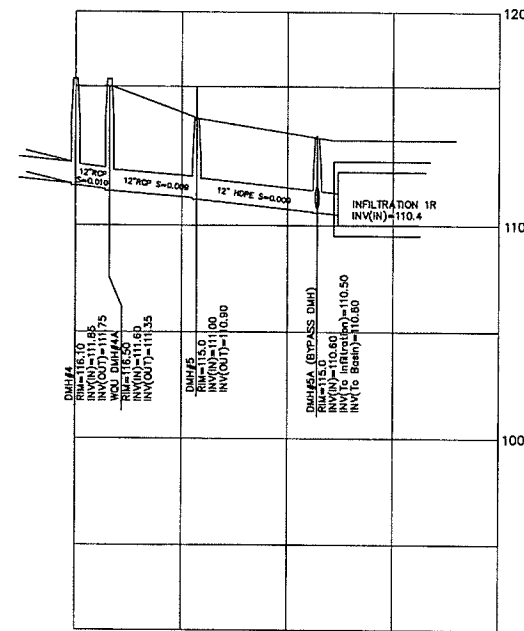 120
12"RCP
S=0.010
12"RCP S=0.009
12" HDPE S=0.009
INFILTRATION 1R
INV(IN)=110.4
110
DMH#4
RIM=116.10
INV(IN)=111.85
INV(OUT)=111.75
WQU DMH#4A
RIM=116.50
INV(IN)=111.60
INV(OUT)=111.35
DMH#5
RIM=115.0
INV(IN)=111.00
INV(OUT)=110.90
DMH#5A (BYPASS DMH)
RIM=115.0
INV(IN)=110.60
INV(To Infiltration)=110.50
INV(To Basin)=110.80
100